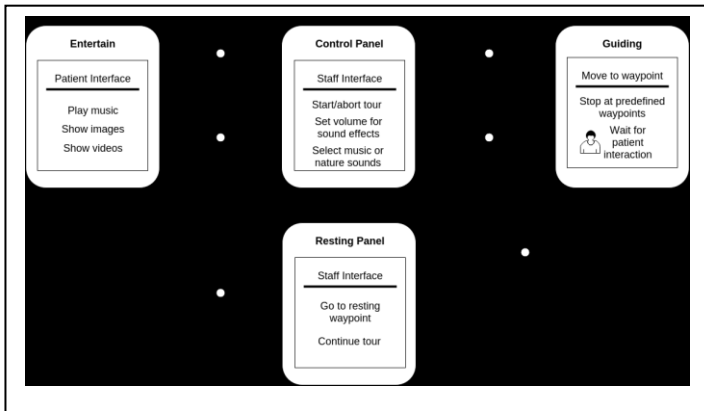 Entertain
Patient Interface
Play music
Show images
Show videos
Control Panel
Staff Interface
Start/abort tour
Set volume for
sound effects
Select music or
nature sounds
Guiding
Move to waypoint
Stop at predefined
waypoints
Wait for
patient
interaction
Resting Panel
Staff Interface
Go to resting
waypoint
Continue tour